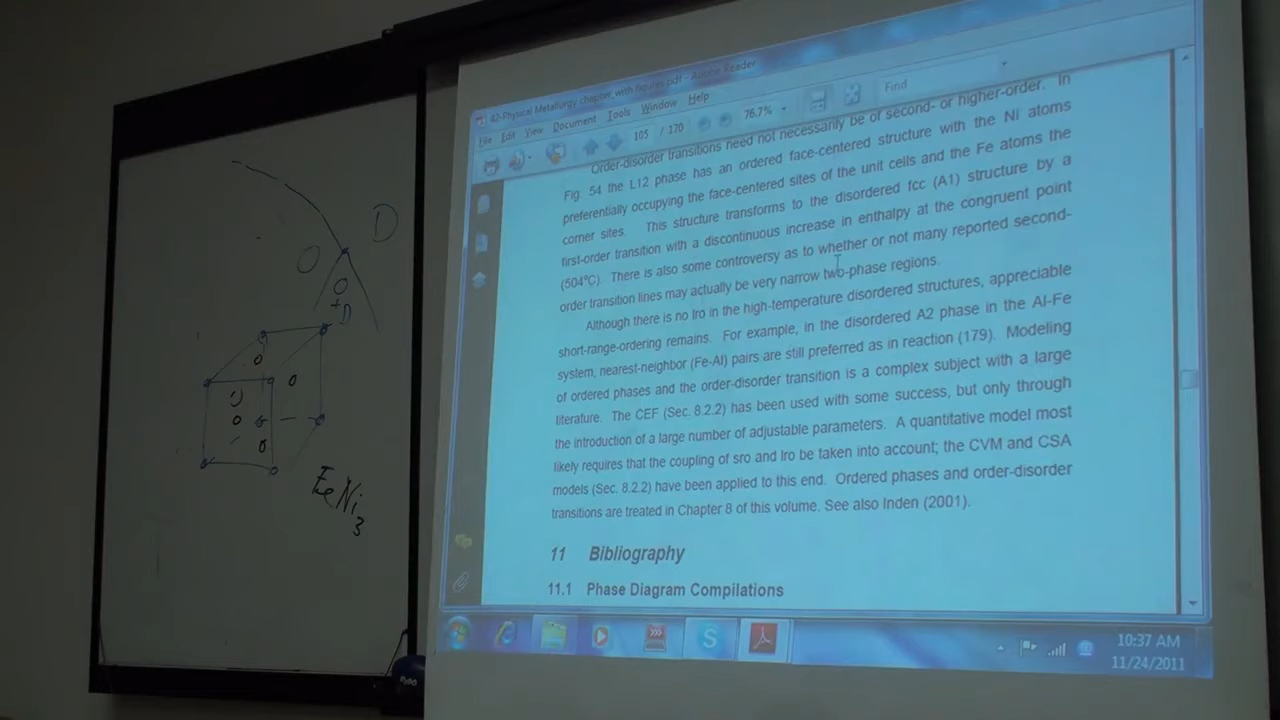 D
O
O
+
D
FeNi3
42-Physical Metallurgy chapter_with figures.pdf - Adobe Reader
File Edit View Document Tools Window Help
105 / 170 76.7% Find
Order-disorder transitions need not necessarily be of second- or higher-order. In
Fig. 54 the L12 phase has an ordered face-centered structure with the Ni atoms
preferentially occupying the face-centered sites of the unit cells and the Fe atoms the
corner sites. This structure transforms to the disordered fcc (A1) structure by a
first-order transition with a discontinuous increase in enthalpy at the congruent point
(504°C). There is also some controversy as to whether or not many reported second-
order transition lines may actually be very narrow two-phase regions.
Although there is no lro in the high-temperature disordered structures, appreciable
short-range-ordering remains. For example, in the disordered A2 phase in the Al-Fe
system, nearest-neighbor (Fe-Al) pairs are still preferred as in reaction (179). Modeling
of ordered phases and the order-disorder transition is a complex subject with a large
literature. The CEF (Sec. 8.2.2) has been used with some success, but only through
the introduction of a large number of adjustable parameters. A quantitative model most
likely requires that the coupling of sro and lro be taken into account; the CVM and CSA
models (Sec. 8.2.2) have been applied to this end. Ordered phases and order-disorder
transitions are treated in Chapter 8 of this volume. See also Inden (2001).
11 Bibliography
11.1 Phase Diagram Compilations
10:37 AM
11/24/2011